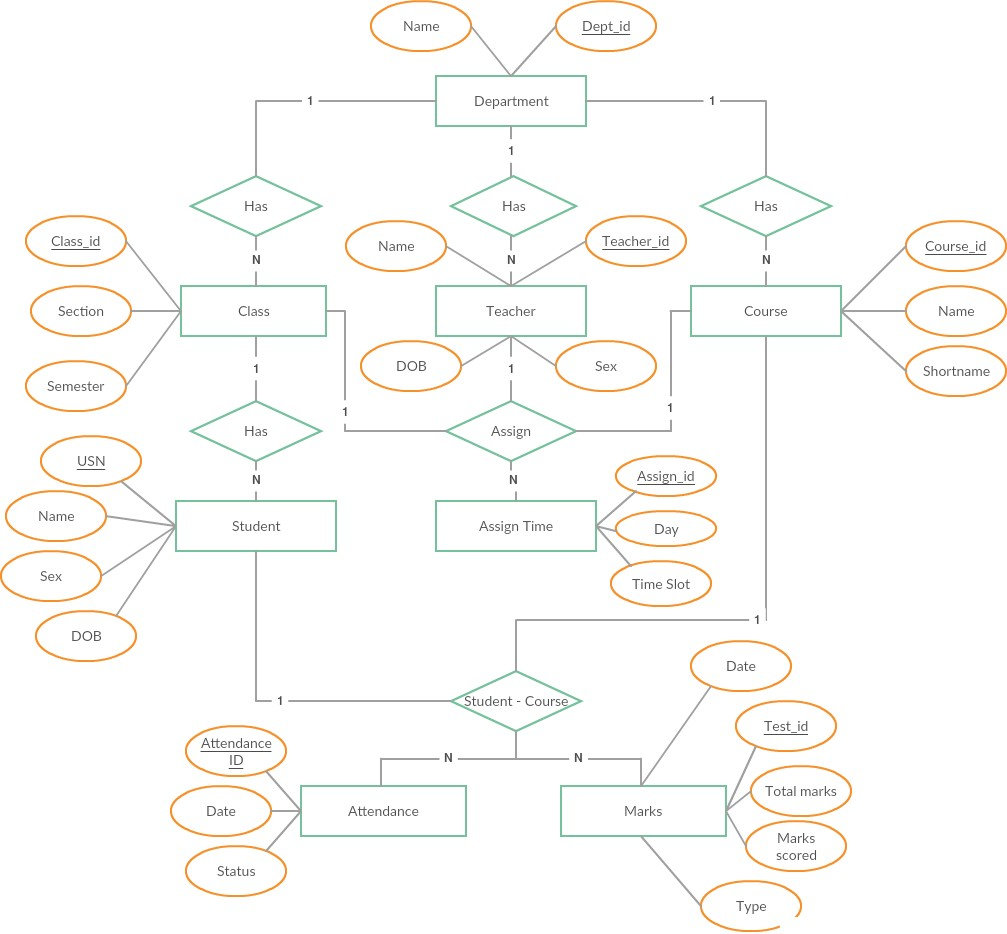 Name
Dept_id
Department
1
1
1
Has
Has
Has
Class_id
Name
Teacher_id
Course_id
N
N
N
Section
Class
Teacher
Course
Name
Semester
1
DOB
1
Sex
Shortname
1
1
Has
Assign
USN
N
N
Assign_id
Name
Student
Assign Time
Day
Sex
Time Slot
DOB
1
Date
1
Student - Course
Test_id
Attendance
ID
N
N
Total marks
Date
Attendance
Marks
Marks
scored
Status
Type